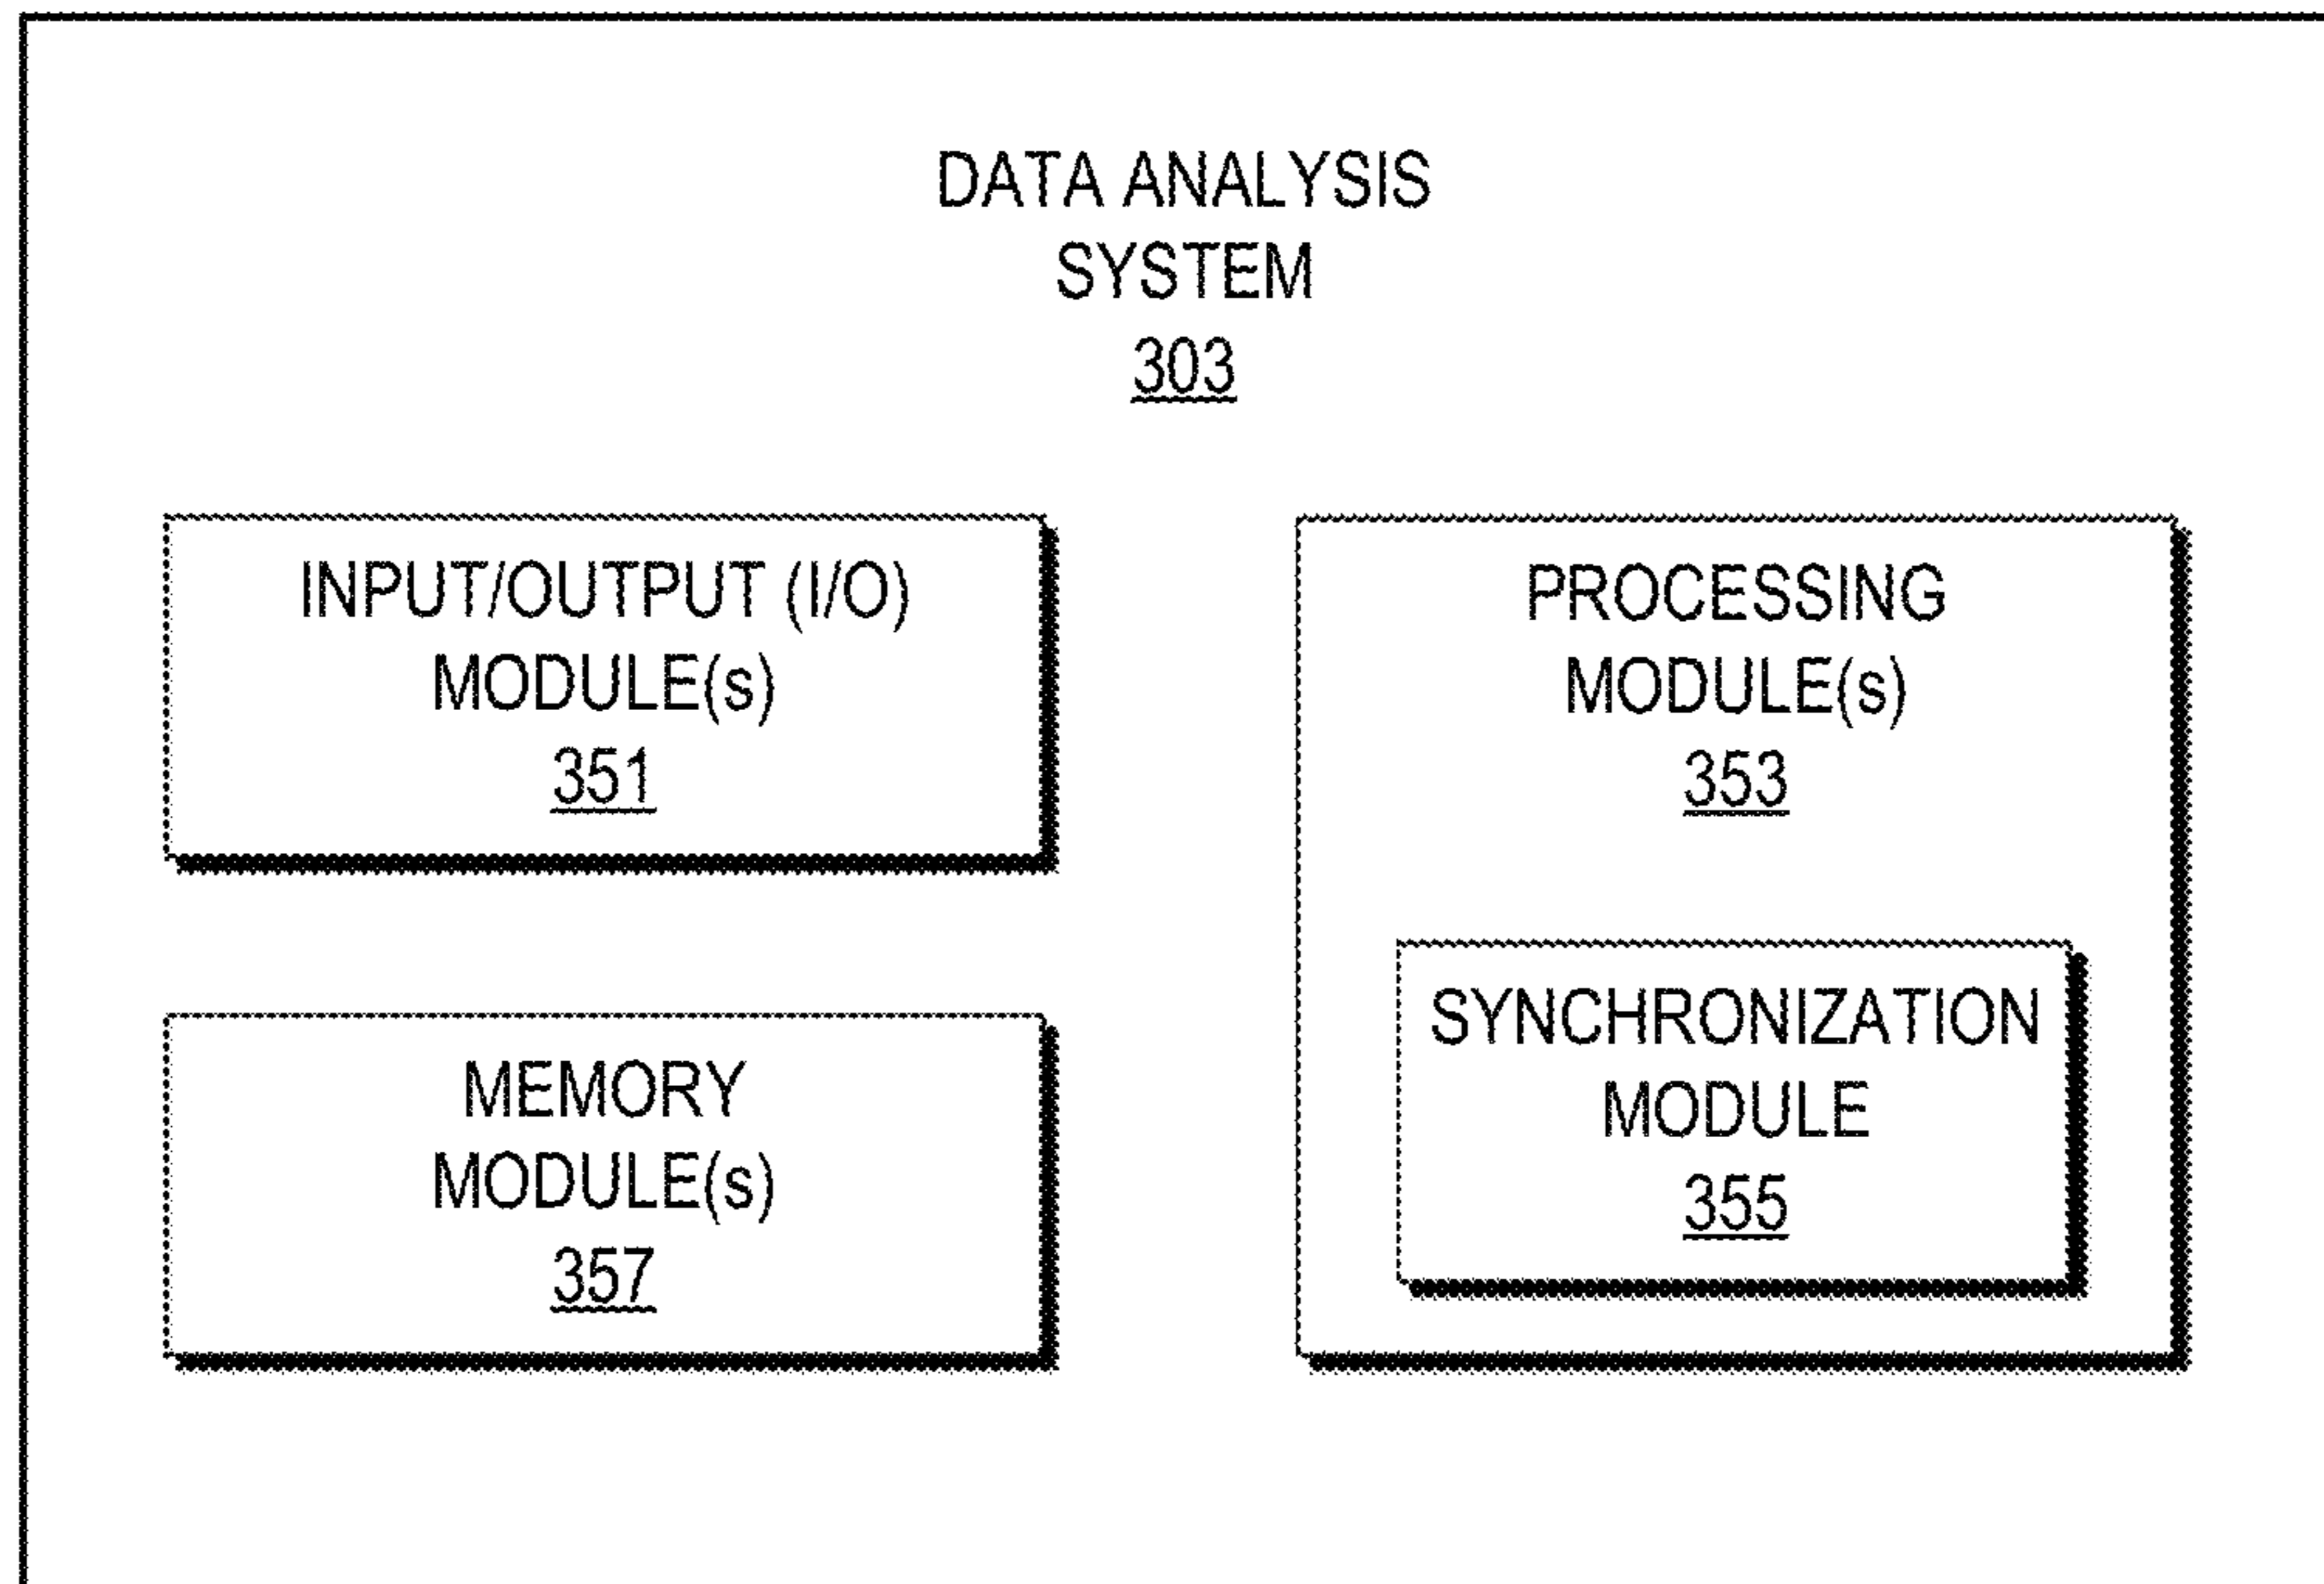 DATA ANALYSIS
SYSTEM
303
INPUT/OUTPUT (I/O)
MODULE(s)
351
PROCESSING
MODULE(s)
353
SYNCHRONIZATION
MODULE
355
MEMORY
MODULE(s)
357